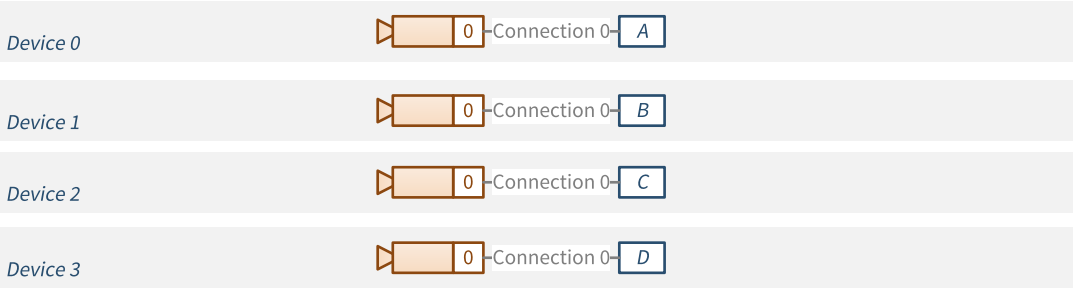 Device 0 0 Connection 0 A
Device 1 0 Connection 0 B
Device 2 0 Connection 0 C
Device 3 0 Connection 0 D